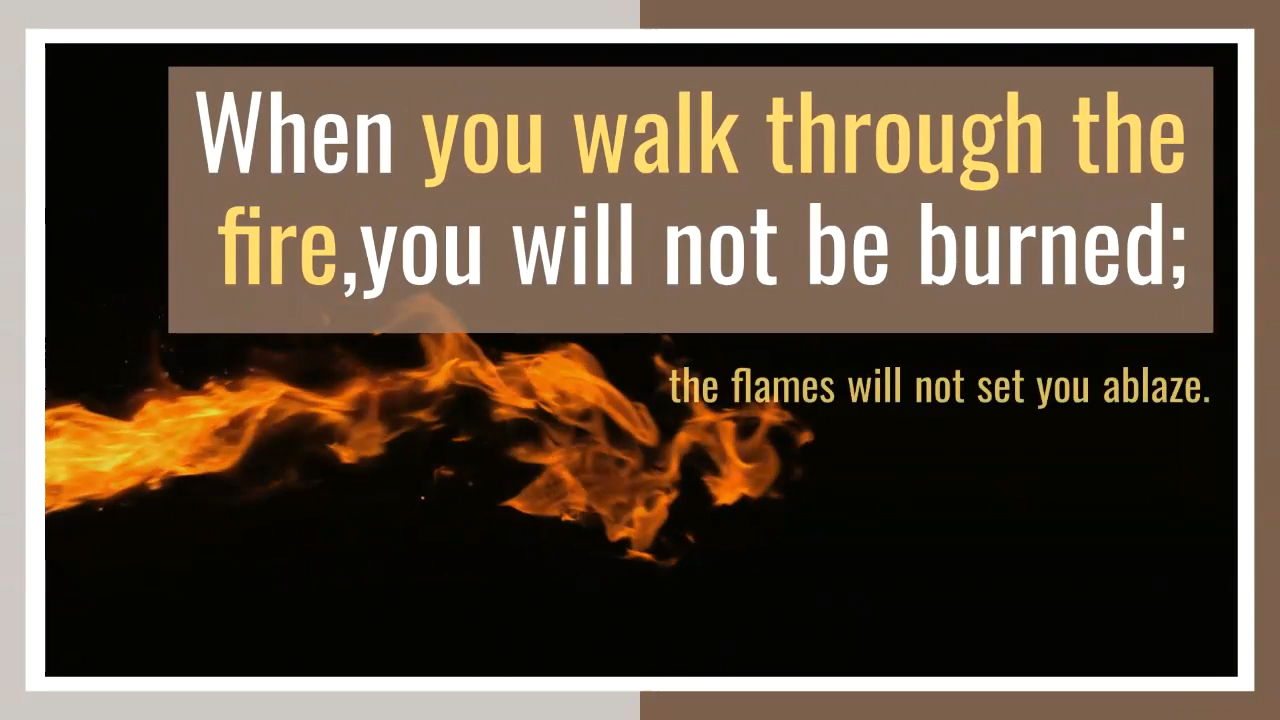 When you walk through the
fire,you will not be burned;
the flames will not set you ablaze.